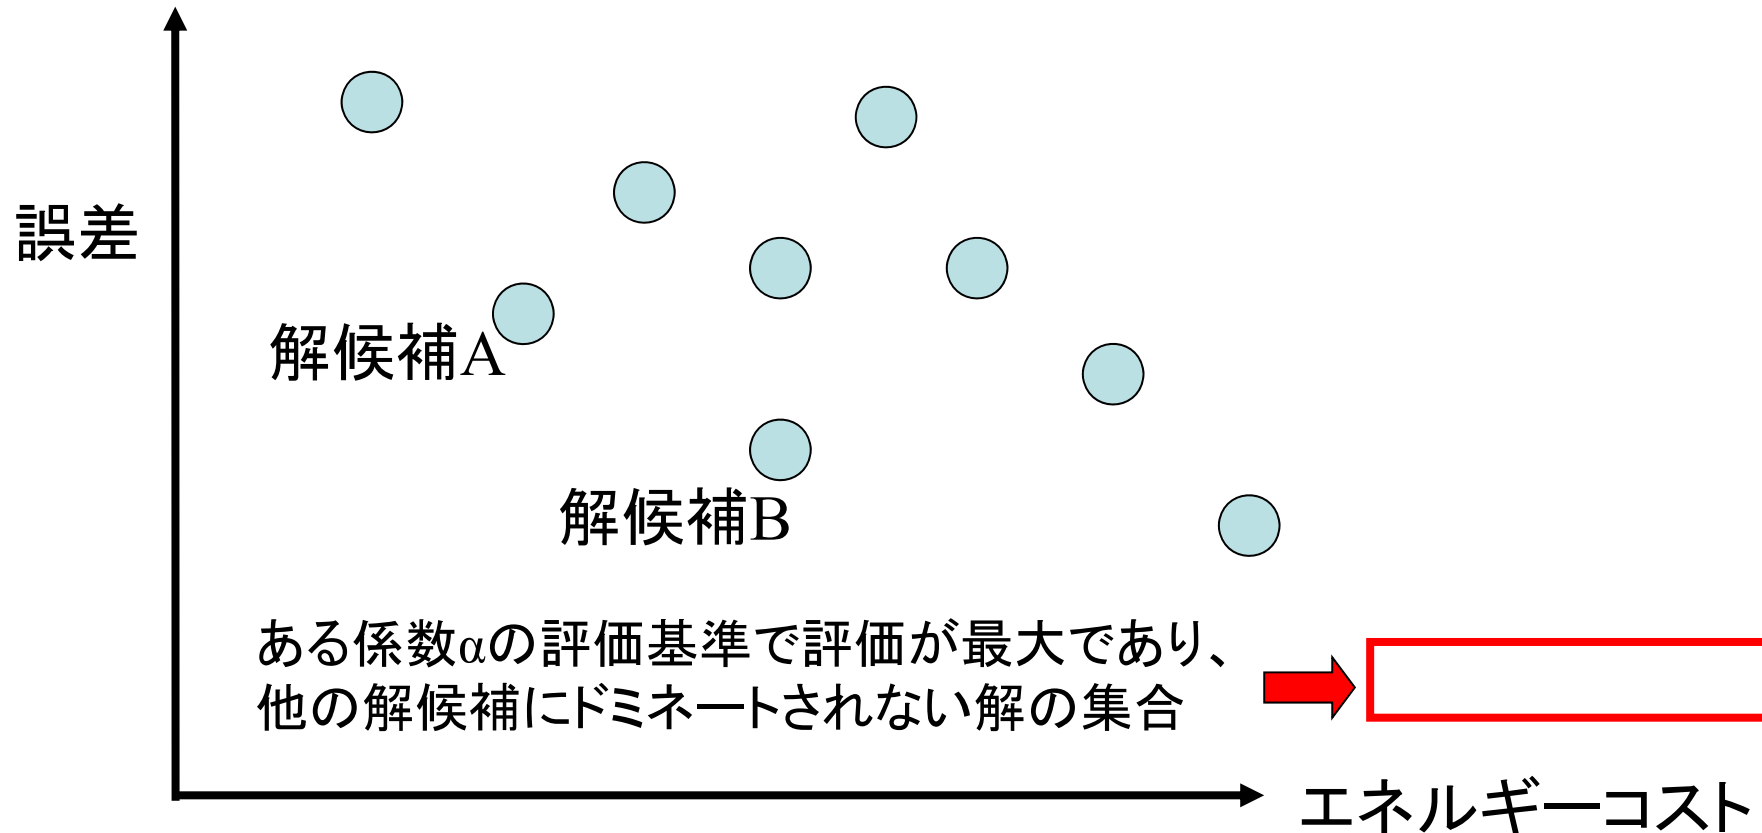 誤差
解候補A
解候補B
ある係数αの評価基準で評価が最大であり、
他の解候補にドミネートされない解の集合
エネルギーコスト